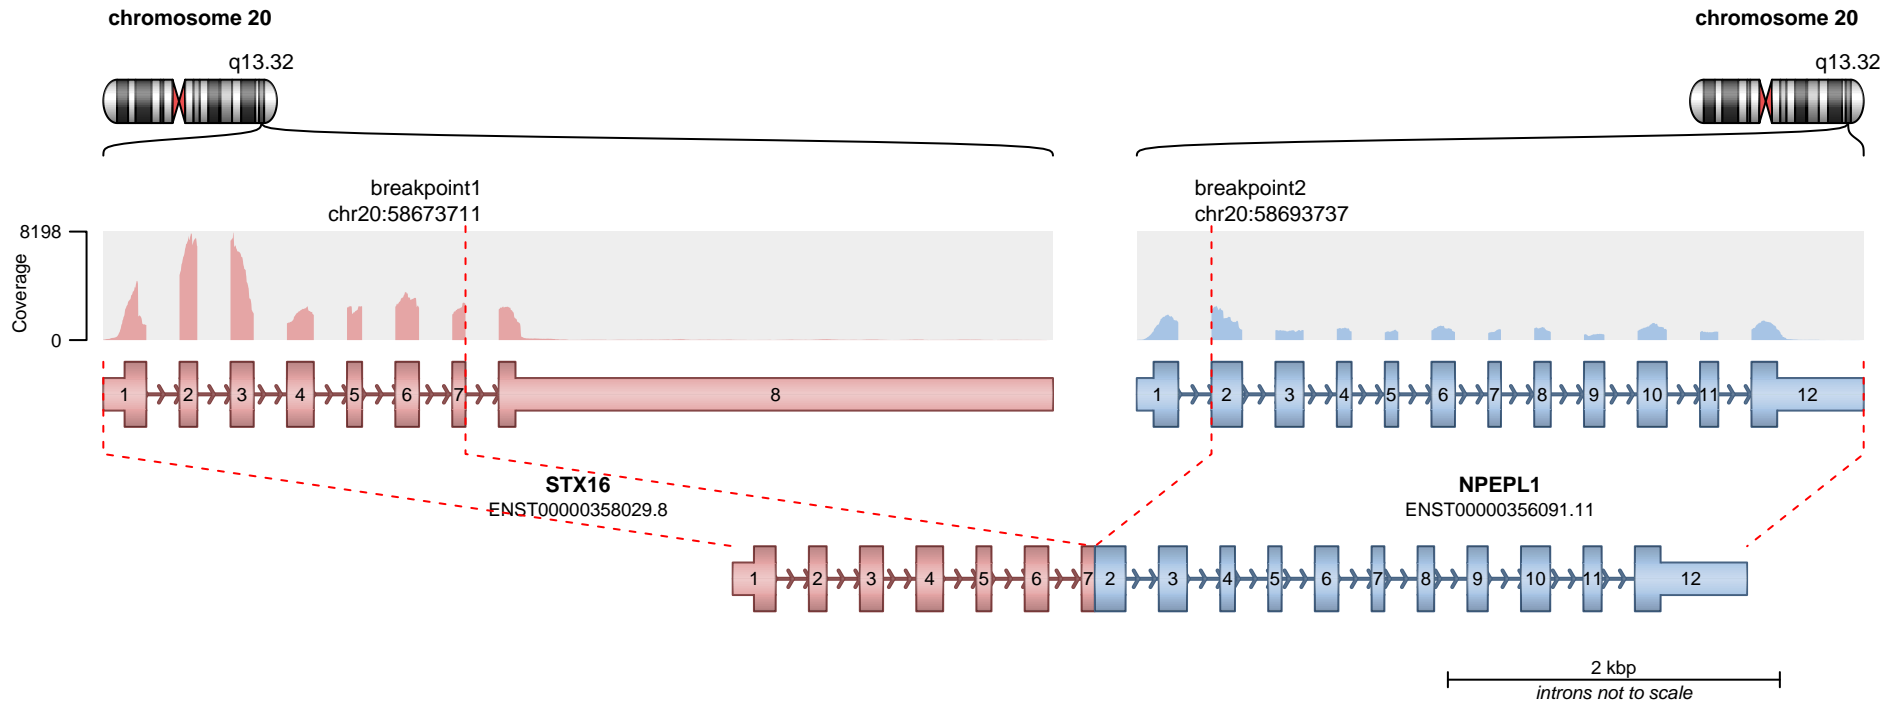 chromosome 20
chromosome 20
q13.32
q13.32
breakpoint1
chr20:58673711
breakpoint2
chr20:58693737
8198
Coverage
0
1 2 3 4 5 6 7 8
1 2 3 4 5 6 7 8 9 10 11 12
STX16
ENST00000358029.8
NPEPL1
ENST00000356091.11
1 2 3 4 5 6 7 2 3 4 5 6 7 8 9 10 11 12
2 kbp
introns not to scale